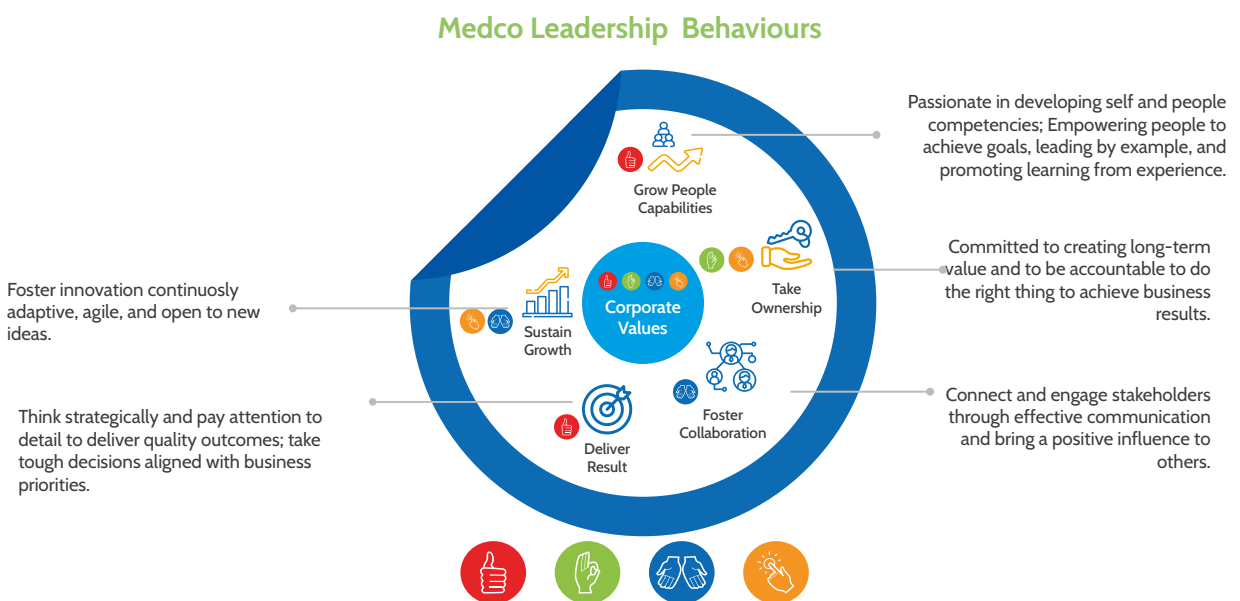 Medco Leadership Behaviours
Passionate in developing self and people
competencies; Empowering people to
achieve goals, leading by example, and
promoting learning from experience.
Grow People
Capabilities
Committed to creating long-term
value and to be accountable to do
the right thing to achieve business
results.
Take
Ownership
Corporate
Values
Foster innovation continuosly
adaptive, agile, and open to new
ideas.
Sustain
Growth
Connect and engage stakeholders
through effective communication
and bring a positive influence to
others.
Foster
Collaboration
Think strategically and pay attention to
detail to deliver quality outcomes; take
tough decisions aligned with business
priorities.
Deliver
Result